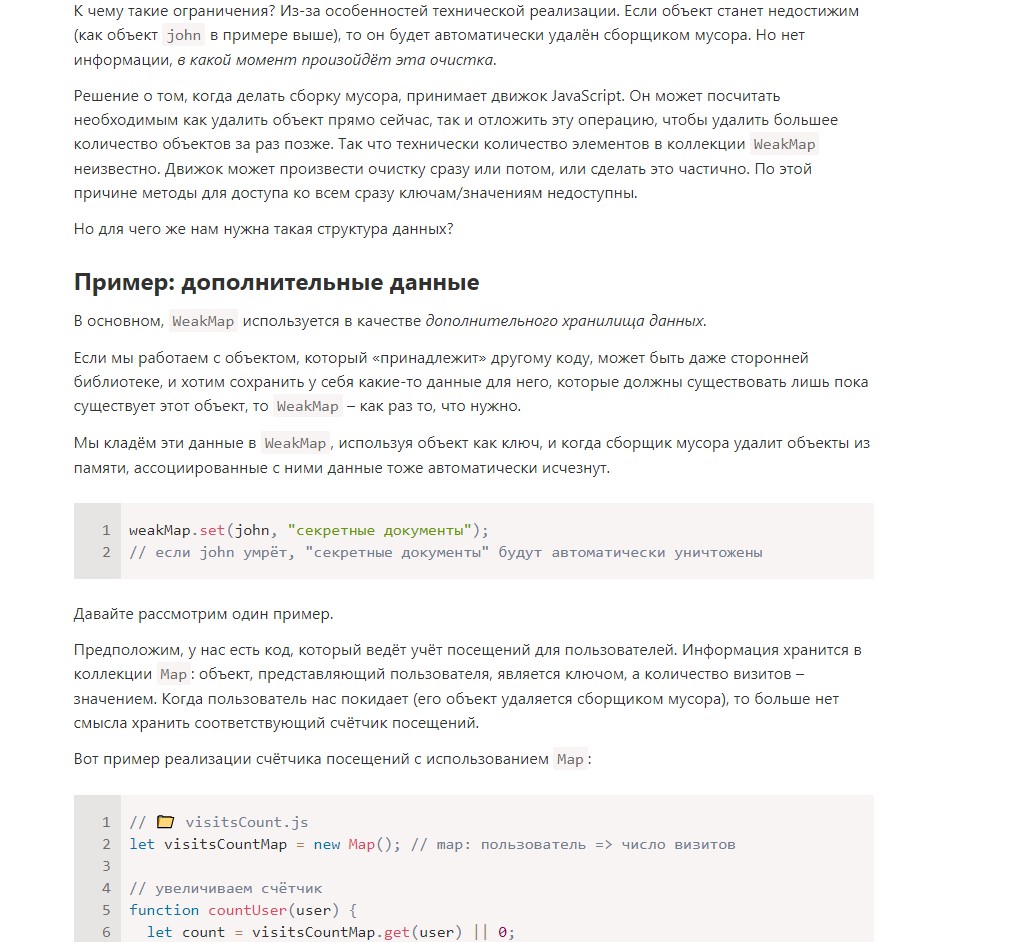 К чему такие ограничения? Из-за особенностей технической реализации. Если объект станет недостижим
(как объект john в примере выше), то он будет автоматически удалён сборщиком мусора. Но нет
информации, в какой момент произойдёт эта очистка.
Решение о том, когда делать сборку мусора, принимает движок JavaScript. Он может посчитать
необходимым как удалить объект прямо сейчас, так и отложить эту операцию, чтобы удалить большее
количество объектов за раз позже. Так что технически количество элементов в коллекции WeakMap
неизвестно. Движок может произвести очистку сразу или потом, или сделать это частично. По этой
причине методы для доступа ко всем сразу ключам/значениям недоступны.
Но для чего же нам нужна такая структура данных?
Пример: дополнительные данные
В основном, WeakMap используется в качестве дополнительного хранилища данных.
Если мы работаем с объектом, который «принадлежит» другому коду, может быть даже сторонней
библиотеке, и хотим сохранить у себя какие-то данные для него, которые должны существовать лишь пока
существует этот объект, то WeakMap – как раз то, что нужно.
Мы кладём эти данные в WeakMap, используя объект как ключ, и когда сборщик мусора удалит объекты из
памяти, ассоциированные с ними данные тоже автоматически исчезнут.
1 weakMap.set(john, "секретные документы");
2 // если john умрёт, "секретные документы" будут автоматически уничтожены
Давайте рассмотрим один пример.
Предположим, у нас есть код, который ведёт учёт посещений для пользователей. Информация хранится в
коллекции Map: объект, представляющий пользователя, является ключом, а количество визитов –
значением. Когда пользователь нас покидает (его объект удаляется сборщиком мусора), то больше нет
смысла хранить соответствующий счётчик посещений.
Вот пример реализации счётчика посещений с использованием Map:
1 // 📁 visitsCount.js
2 let visitsCountMap = new Map(); // map: пользователь => число визитов
3
4 // увеличиваем счётчик
5 function countUser(user) {
6 let count = visitsCountMap.get(user) || 0;